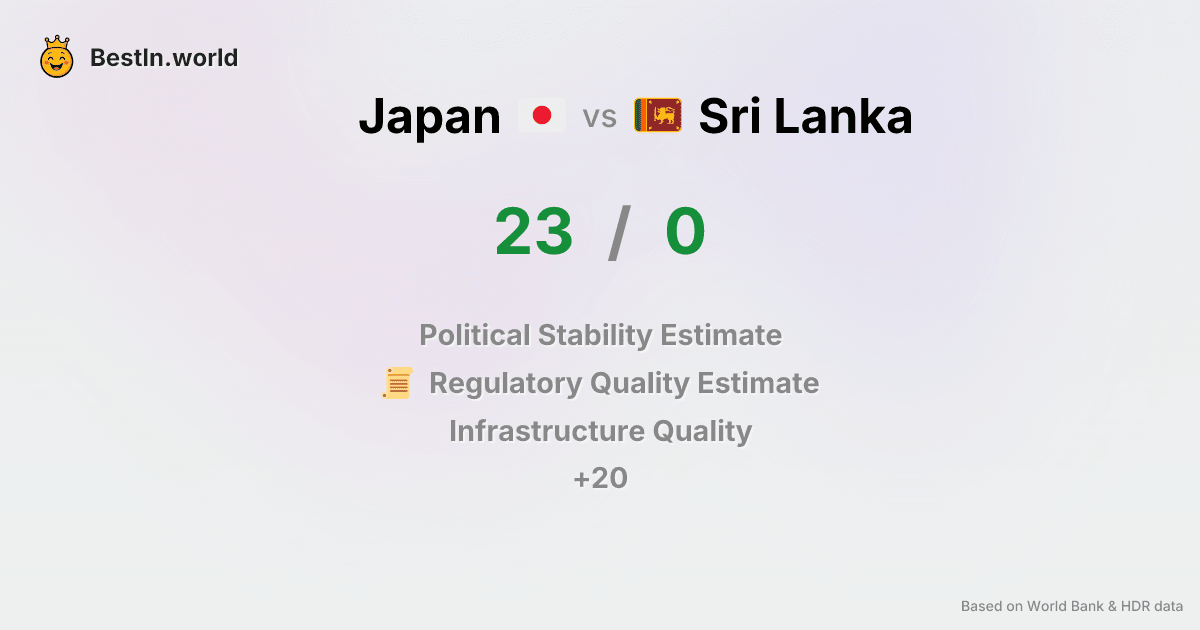 BestIn.world
Japan vs Sri Lanka
23 / 0
Political Stability Estimate
Regulatory Quality Estimate
Infrastructure Quality
+20
Based on World Bank & HDR data